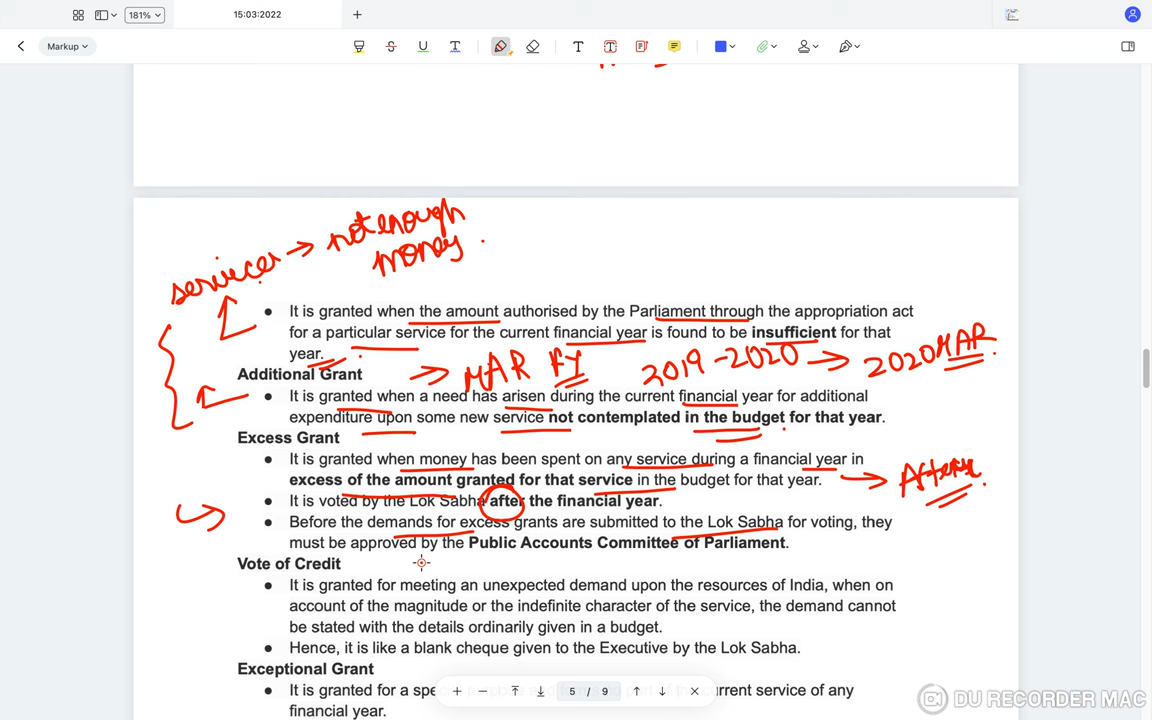 181%
15:03:2022
Markup
services → not enough
money.
It is granted when the amount authorised by the Parliament through the appropriation act
for a particular service for the current financial year is found to be insufficient for that
year.
→ MAR FY 2019-2020 → 2020 MAR
Additional Grant
It is granted when a need has arisen during the current financial year for additional
expenditure upon some new service not contemplated in the budget for that year.
Excess Grant
It is granted when money has been spent on any service during a financial year in
excess of the amount granted for that service in the budget for that year.
It is voted by the Lok Sabha after the financial year.
Before the demands for excess grants are submitted to the Lok Sabha for voting, they
must be approved by the Public Accounts Committee of Parliament.
Vote of Credit
It is granted for meeting an unexpected demand upon the resources of India, when on
account of the magnitude or the indefinite character of the service, the demand cannot
be stated with the details ordinarily given in a budget.
Hence, it is like a blank cheque given to the Executive by the Lok Sabha.
Exceptional Grant
It is granted for a spe
5 / 9
current service of any
financial year.
DU RECORDER MAC